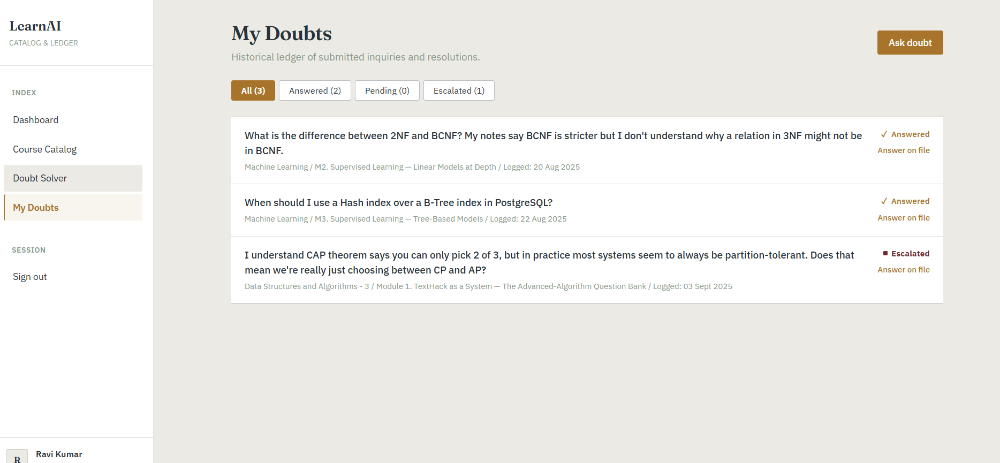 LearnAI
CATALOG & LEDGER
INDEX
Dashboard
Course Catalog
Doubt Solver
My Doubts
SESSION
Sign out
R
Ravi Kumar
My Doubts
Historical ledger of submitted inquiries and resolutions.
Ask doubt
All (3)
Answered (2)
Pending (0)
Escalated (1)
What is the difference between 2NF and BCNF? My notes say BCNF is stricter but I don't understand why a relation in 3NF might not be
in BCNF.
Machine Learning / M2. Supervised Learning — Linear Models at Depth / Logged: 20 Aug 2025
✓ Answered
Answer on file
When should I use a Hash index over a B-Tree index in PostgreSQL?
Machine Learning / M3. Supervised Learning — Tree-Based Models / Logged: 22 Aug 2025
✓ Answered
Answer on file
I understand CAP theorem says you can only pick 2 of 3, but in practice most systems seem to always be partition-tolerant. Does that
mean we're really just choosing between CP and AP?
Data Structures and Algorithms - 3 / Module 1. TextHack as a System — The Advanced-Algorithm Question Bank / Logged: 03 Sept 2025
■ Escalated
Answer on file